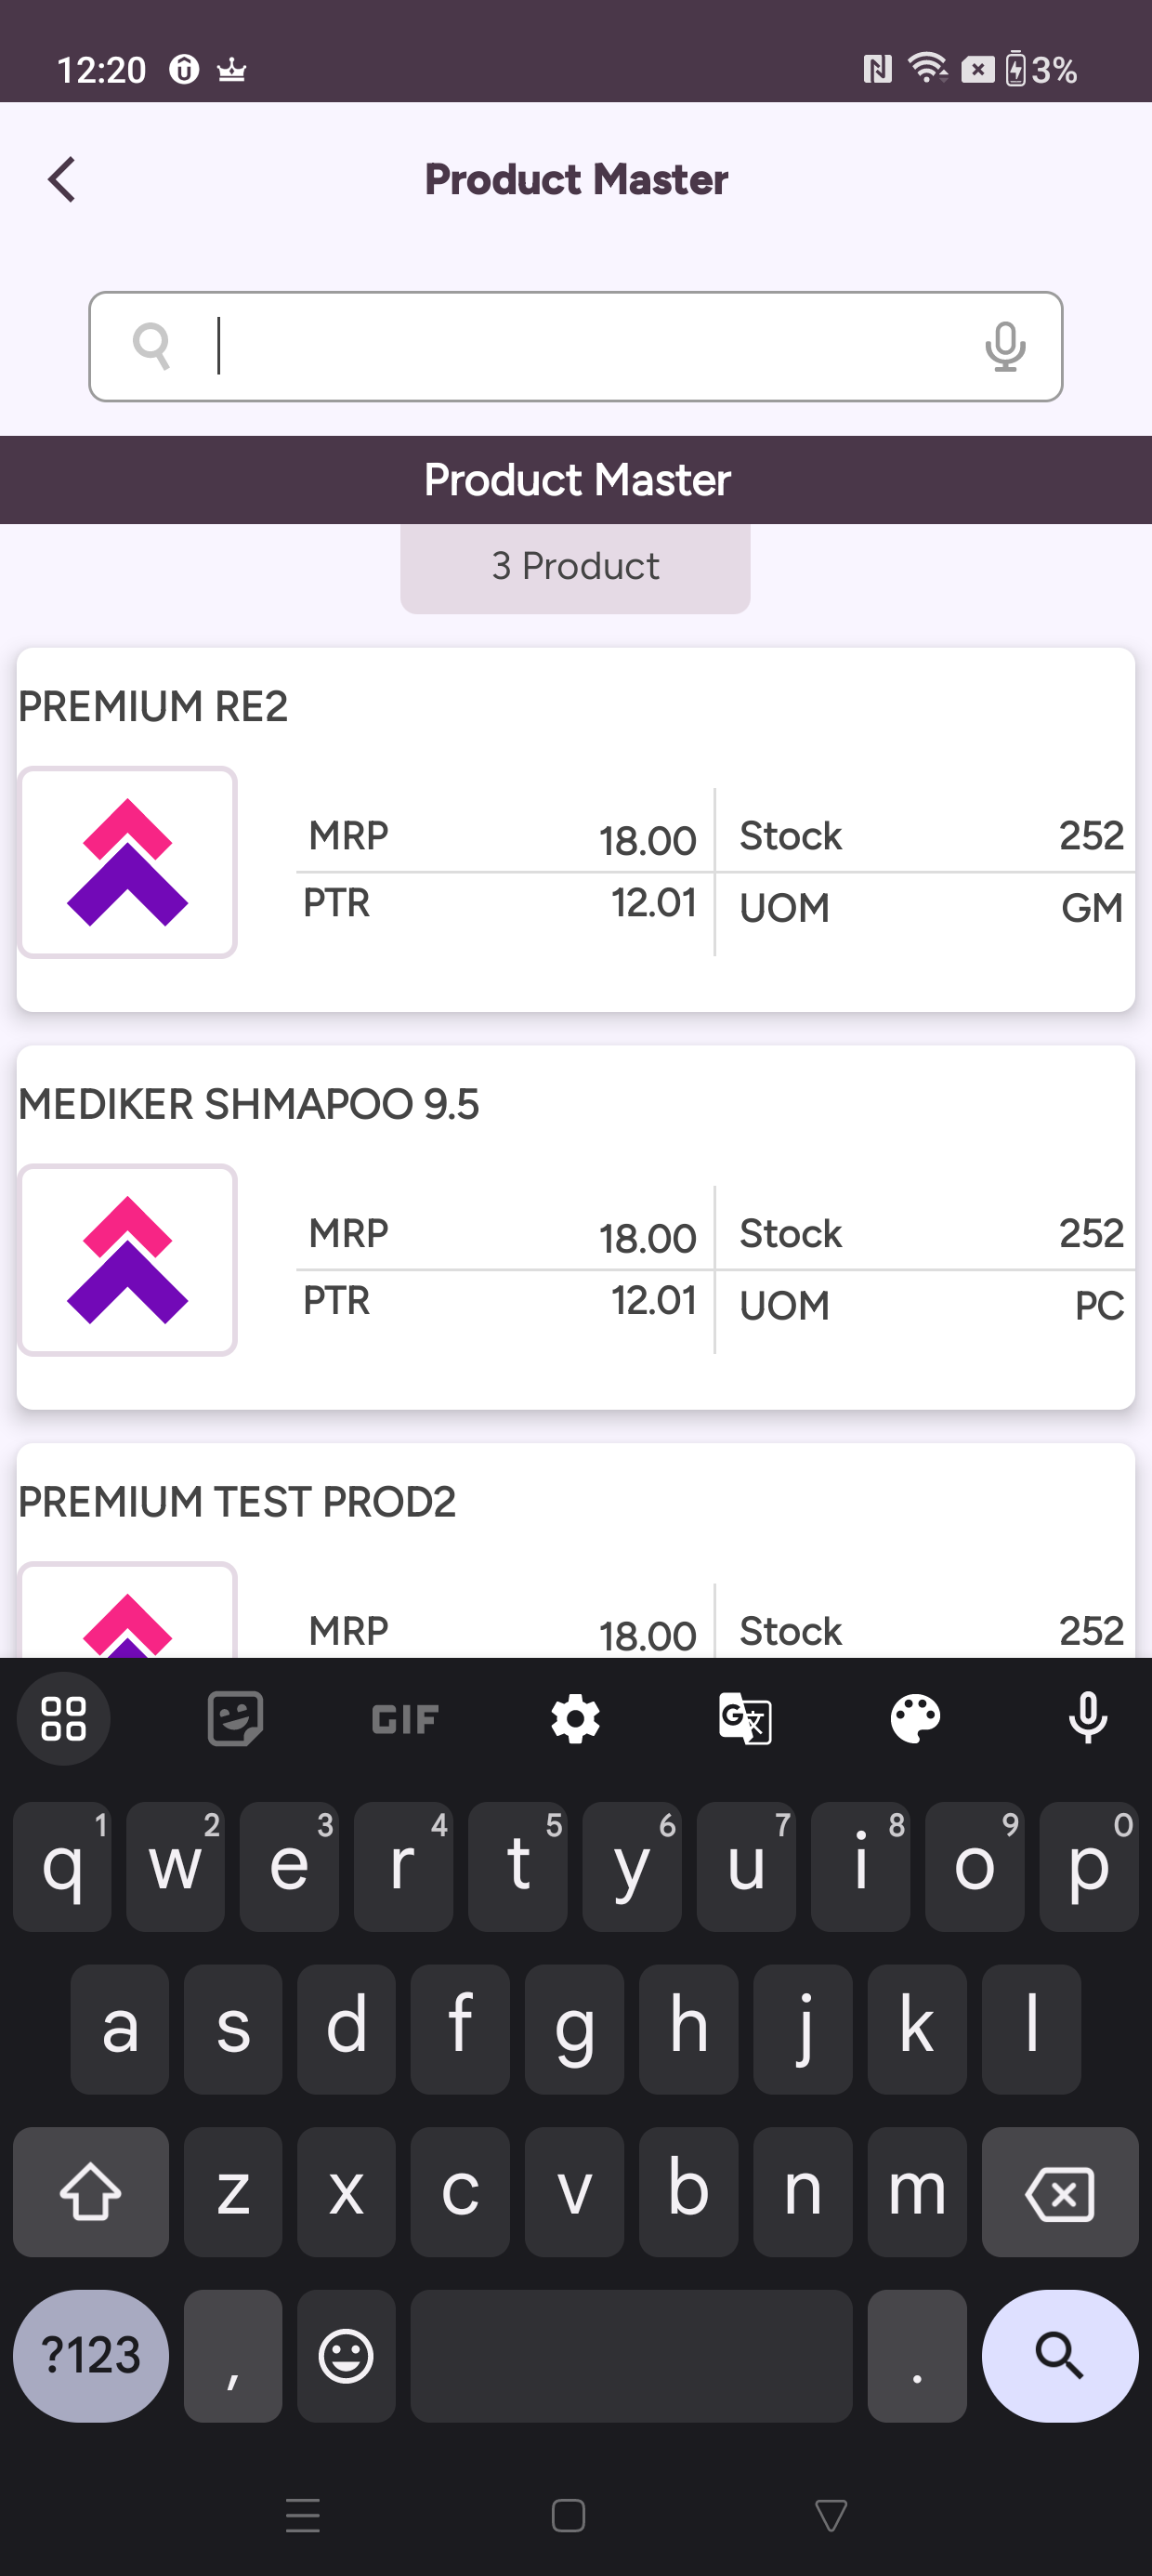 12:20 3%
Product Master
Product Master
3 Product
PREMIUM RE2
MRP 18.00 Stock 252
PTR 12.01 UOM GM
MEDIKER SHMAPOO 9.5
MRP 18.00 Stock 252
PTR 12.01 UOM PC
PREMIUM TEST PROD2
MRP 18.00 Stock 252
GIF
1 2 3 4 5 6 7 8 9 0
q w e r t y u i o p
a s d f g h j k l
z x c v b n m
?123 , .